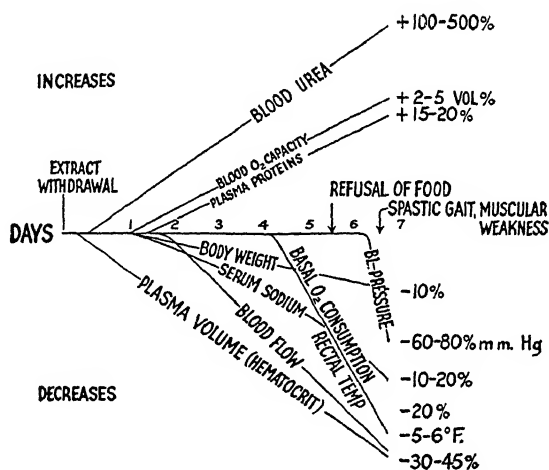 +100-500%
INCREASES
BLOOD UREA
+2-5 VOL%
+15-20%
BLOOD O2 CAPACITY
PLASMA PROTEINS
EXTRACT
WITHDRAWAL
REFUSAL OF FOOD
SPASTIC GAIT, MUSCULAR
WEAKNESS
DAYS
1 2 3 4 5 6 7
BODY WEIGHT
SERUM SODIUM
BASAL O2 CONSUMPTION
RECTAL TEMP
BL-PRESSURE
BLOOD FLOW
PLASMA VOLUME (HEMATOCRIT)
-10%
-60-80% m m. Hg
-10-20%
DECREASES
-20%
-5-6°F.
-30-45%